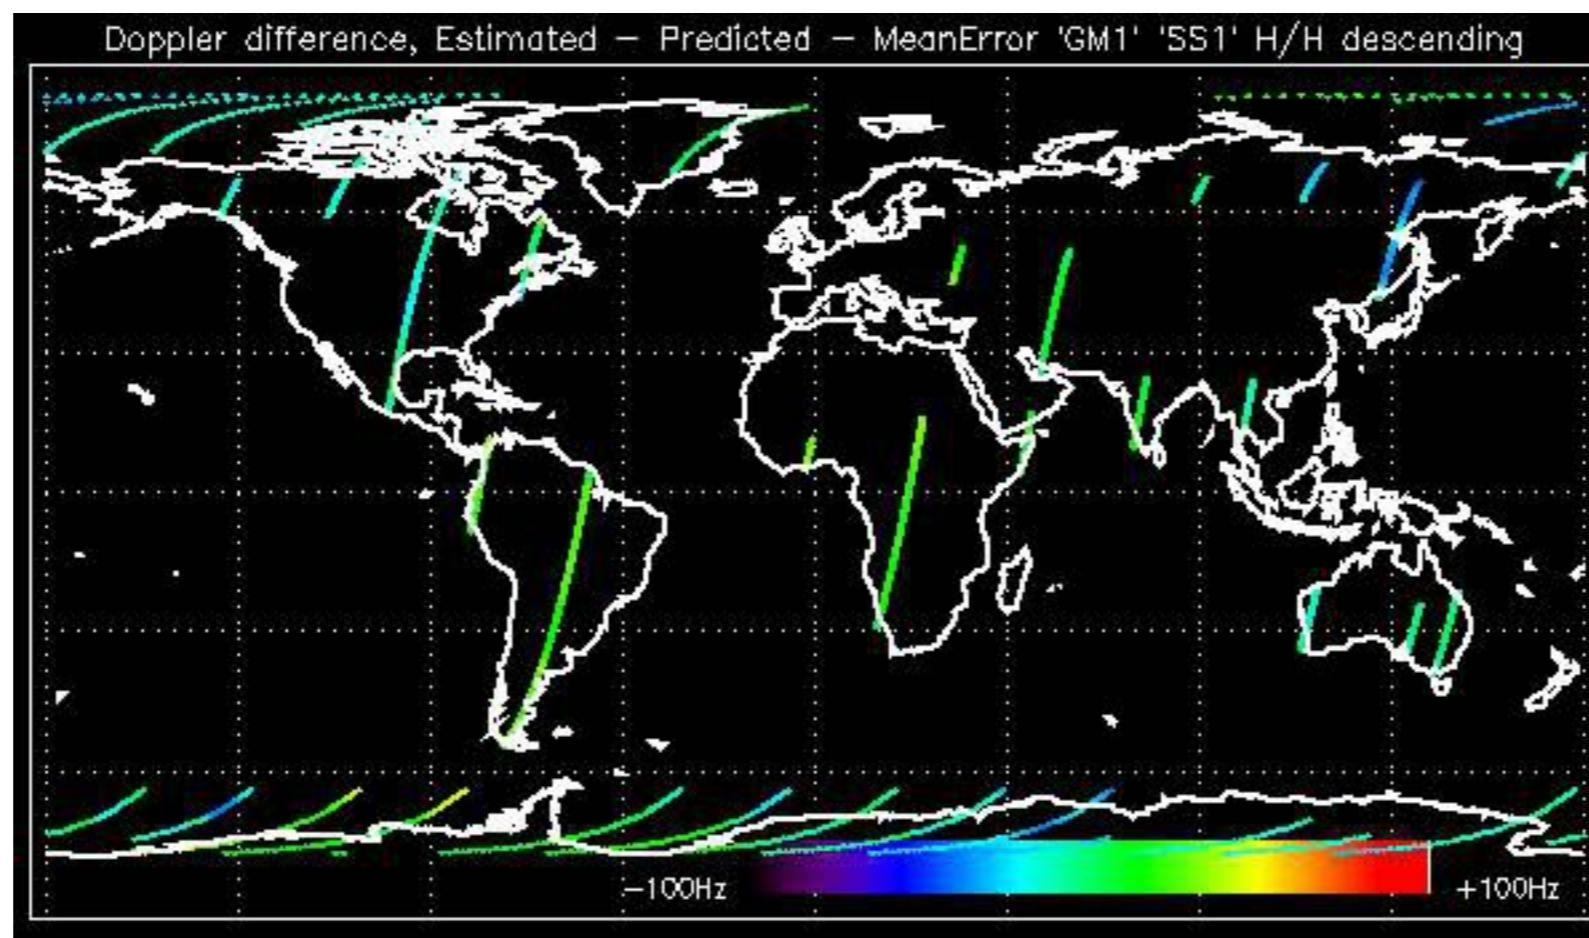 Doppler difference, Estimated – Predicted – MeanError 'GM1' 'SS1' H/H descending
–100Hz
+100Hz